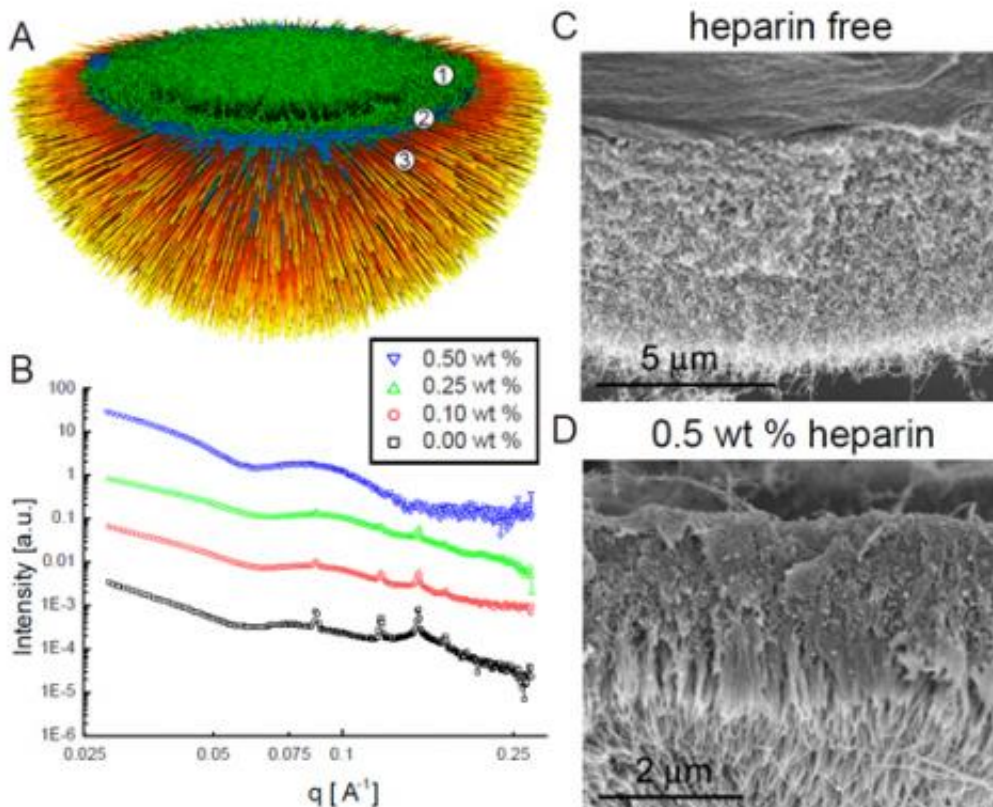 A
1
2
3
B
0.50 wt %
0.25 wt %
0.10 wt %
0.00 wt %
100
10
1
0.1
0.01
1E-3
1E-4
1E-5
1E-6
Intensity [a.u.]
0.025
0.05
0.075
0.1
0.25
q [ A⁻¹]
C
heparin free
5 µm
D
0.5 wt % heparin
2 µm